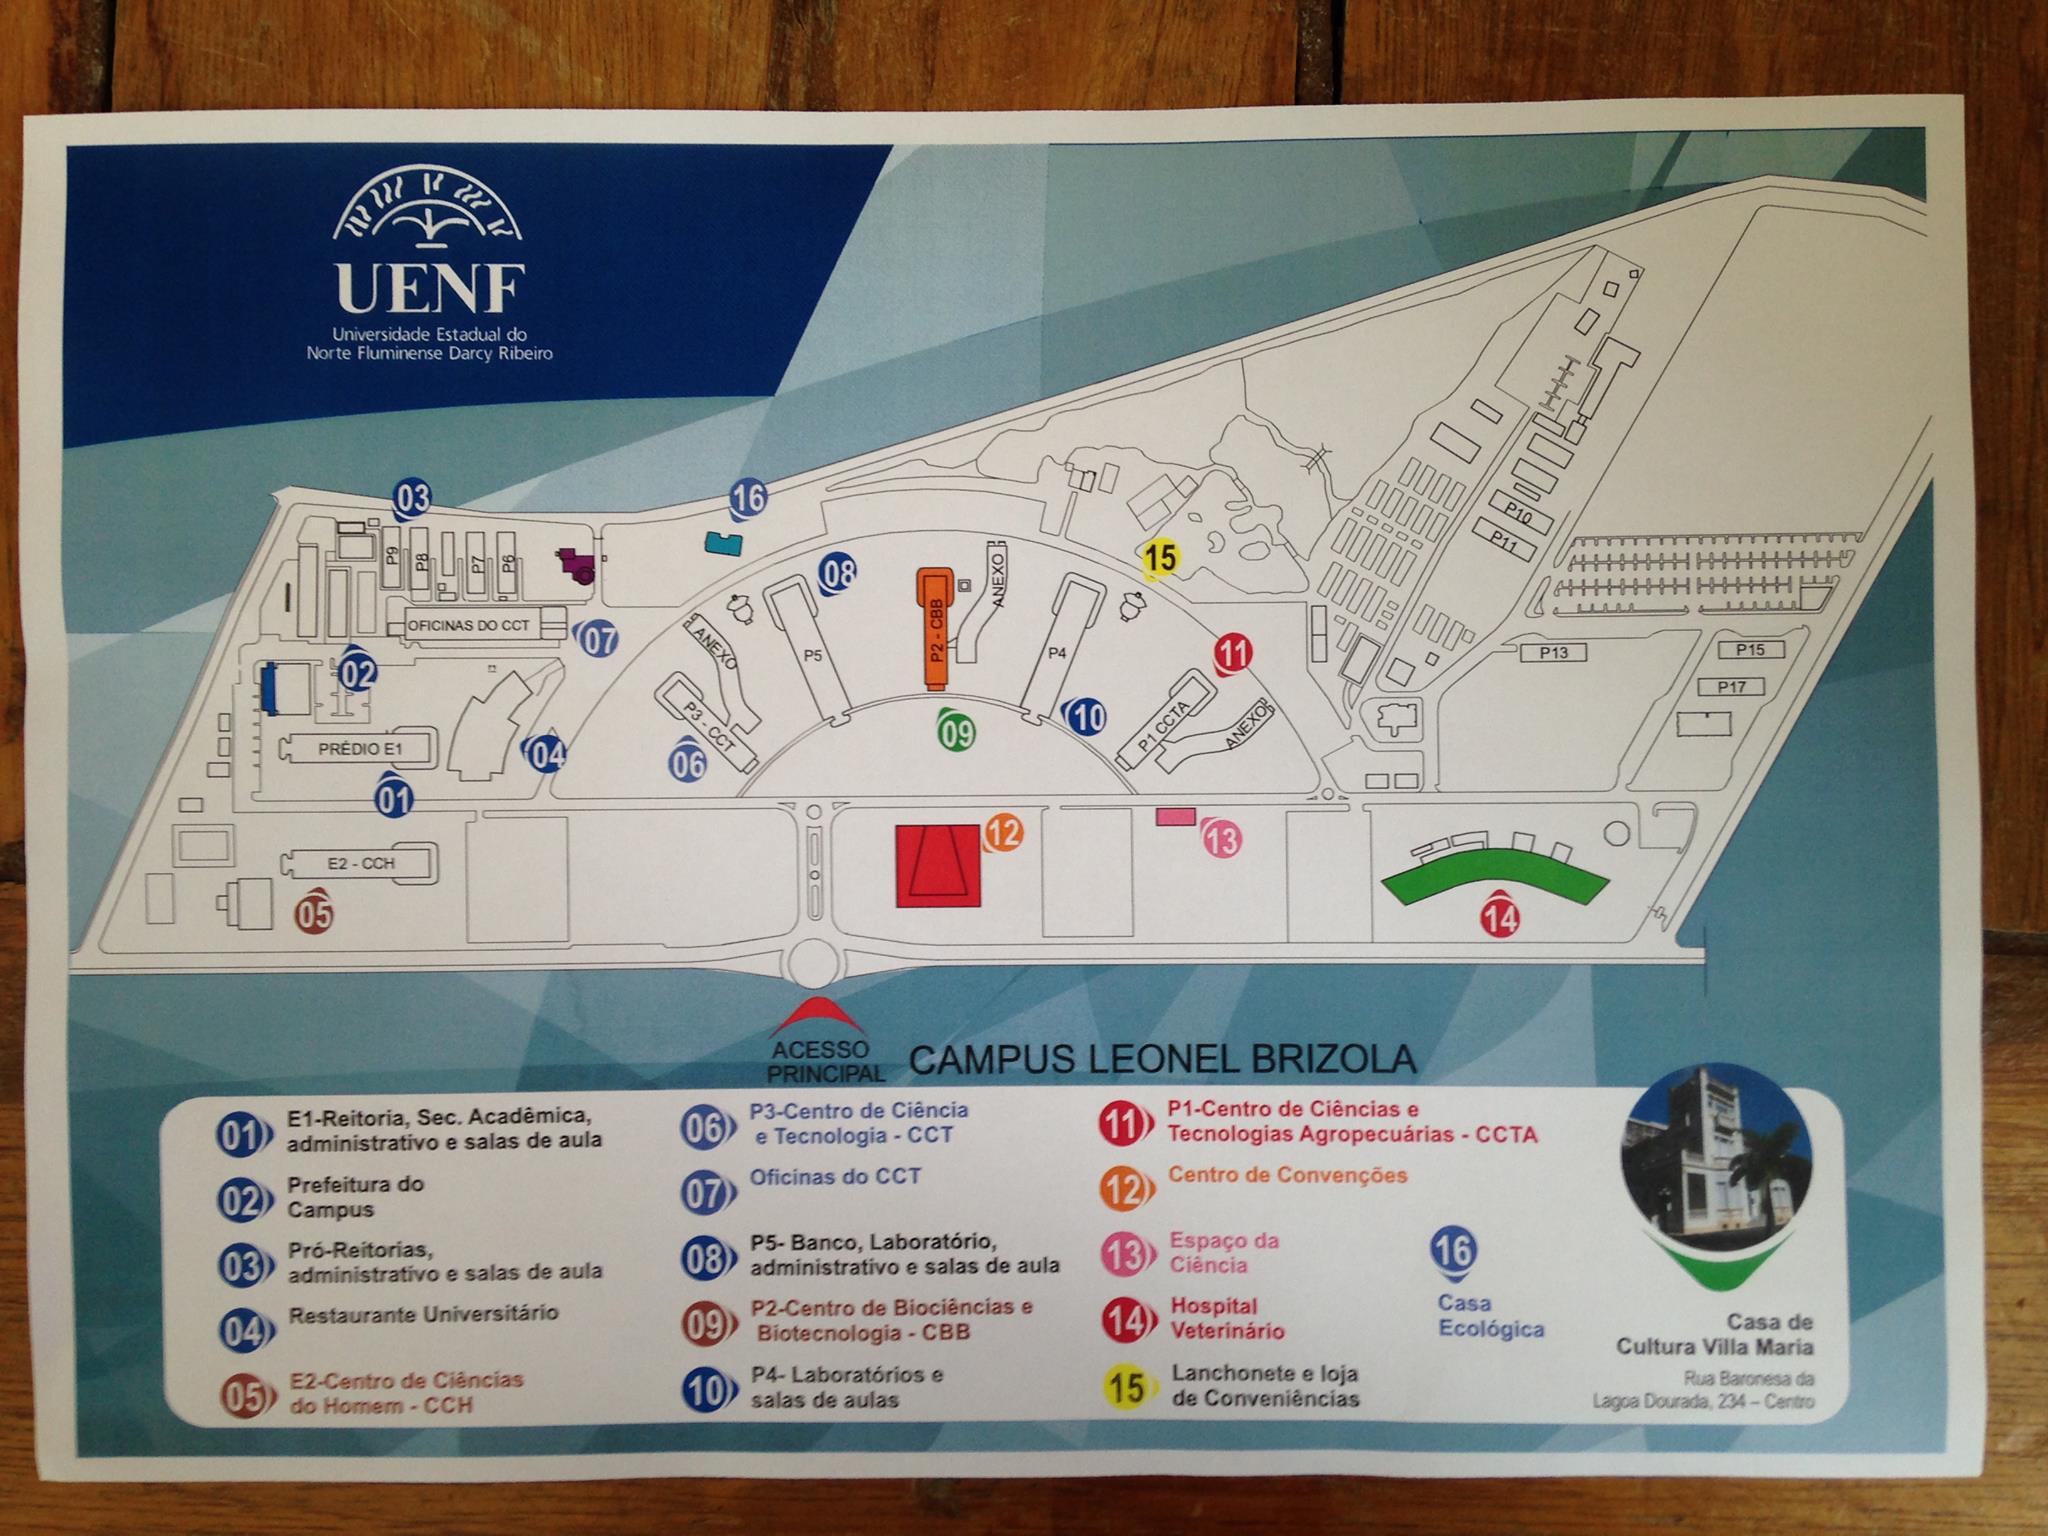 UENF
Universidade Estadual do
Norte Fluminense Darcy Ribeiro
03
16
P9
P8
P7
P6
08
15
P10
P11
OFICINAS DO CCT
07
02
ANEXO
P5
P2 - CBB
ANEXO
P4
11
P13
P15
P17
PRÉDIO E1
04
P3 - CCT
06
09
10
P1 CCTA
ANEXO
01
E2 - CCH
05
12
13
14
ACESSO
PRINCIPAL
CAMPUS LEONEL BRIZOLA
01 E1-Reitoria, Sec. Acadêmica,
administrativo e salas de aula
02 Prefeitura do
Campus
03 Pró-Reitorias,
administrativo e salas de aula
04 Restaurante Universitário
05 E2-Centro de Ciências
do Homem - CCH
06 P3-Centro de Ciência
e Tecnologia - CCT
07 Oficinas do CCT
08 P5- Banco, Laboratório,
administrativo e salas de aula
09 P2-Centro de Biociências e
Biotecnologia - CBB
10 P4- Laboratórios e
salas de aulas
11 P1-Centro de Ciências e
Tecnologias Agropecuárias - CCTA
12 Centro de Convenções
13 Espaço da
Ciência
14 Hospital
Veterinário
15 Lanchonete e loja
de Conveniências
16
Casa
Ecológica
Casa de
Cultura Villa Maria
Rua Baronesa da
Lagoa Dourada, 234 – Centro